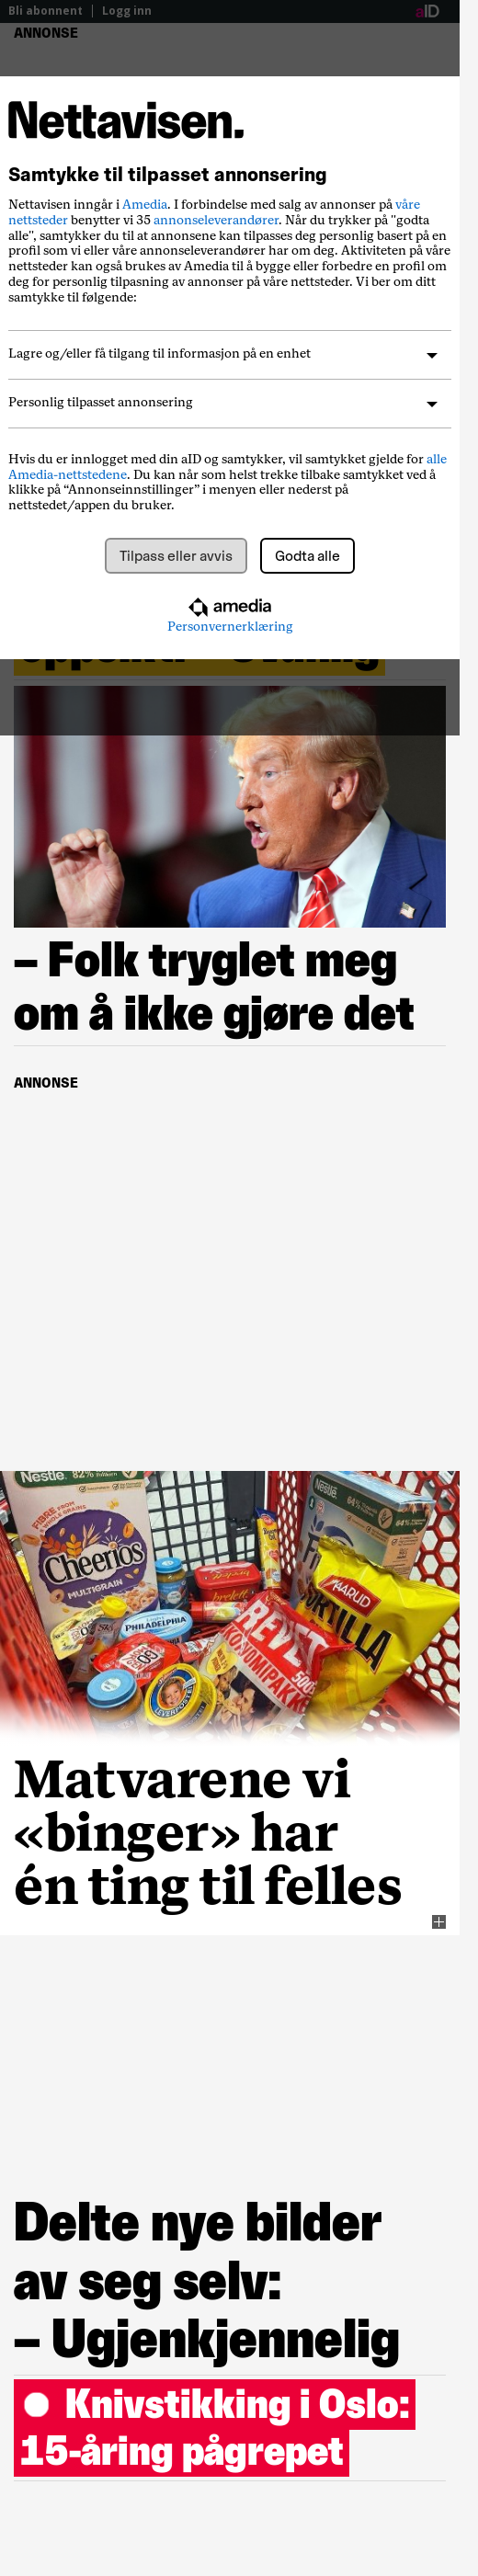 Bli abonnent
Logg inn
aID
ANNONSE
Nettavisen.
Samtykke til tilpasset annonsering
Nettavisen inngår i Amedia. I forbindelse med salg av annonser på våre
nettsteder benytter vi 35 annonseleverandører. Når du trykker på "godta
alle", samtykker du til at annonsene kan tilpasses deg personlig basert på en
profil som vi eller våre annonseleverandører har om deg. Aktiviteten på våre
nettsteder kan også brukes av Amedia til å bygge eller forbedre en profil om
deg for personlig tilpasning av annonser på våre nettsteder. Vi ber om ditt
samtykke til følgende:
Lagre og/eller få tilgang til informasjon på en enhet
Personlig tilpasset annonsering
Hvis du er innlogget med din aID og samtykker, vil samtykket gjelde for alle
Amedia-nettstedene. Du kan når som helst trekke tilbake samtykket ved å
klikke på “Annonseinnstillinger” i menyen eller nederst på
nettstedet/appen du bruker.
Tilpass eller avvis
Godta alle
amedia
Personvernerklæring
– Folk tryglet meg
om å ikke gjøre det
ANNONSE
Nestlé
82%
FIBRE FROM
WHOLE GRAINS
Cheerios
MULTIGRAIN
64%
PHILADELPHIA
MAARUD
TORTILLA
500
LEVERPOSTEI
Matvarene vi
«binger» har
én ting til felles
Delte nye bilder
av seg selv:
– Ugjenkjennelig
Knivstikking i Oslo:
15-åring pågrepet